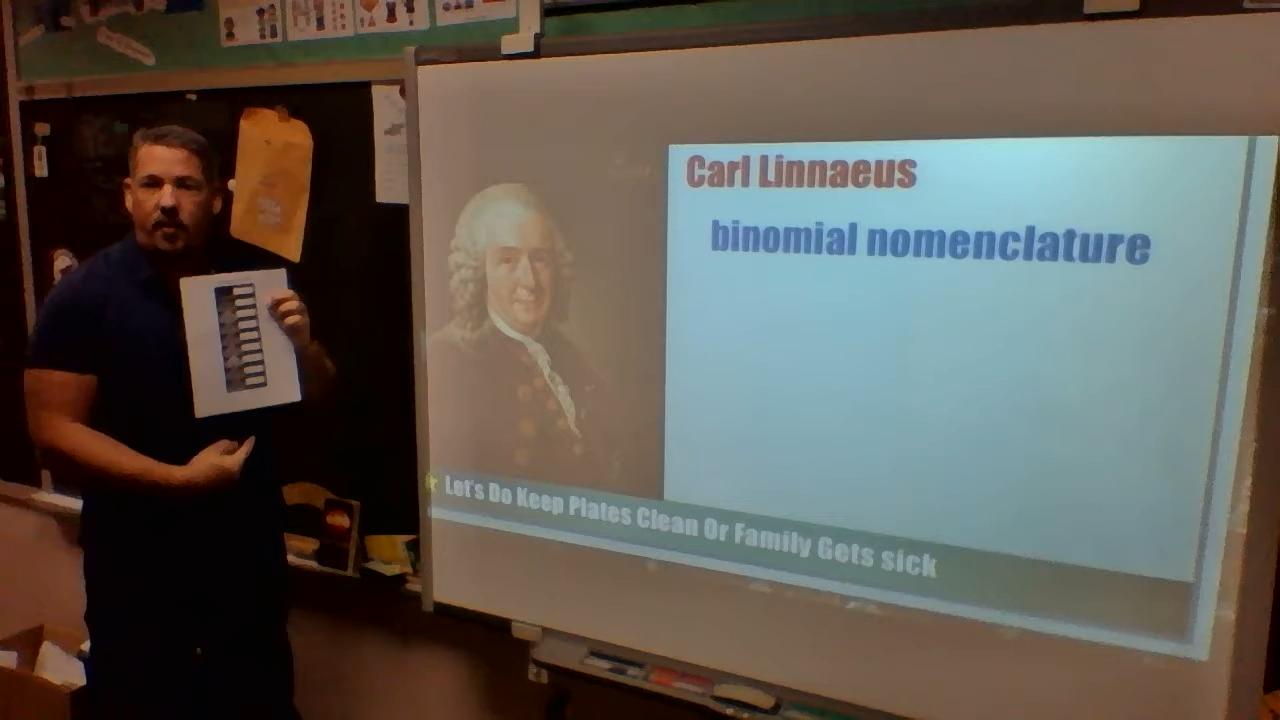 Carl Linnaeus
binomial nomenclature
Let's Do Keep Plates Clean Or Family Gets sick